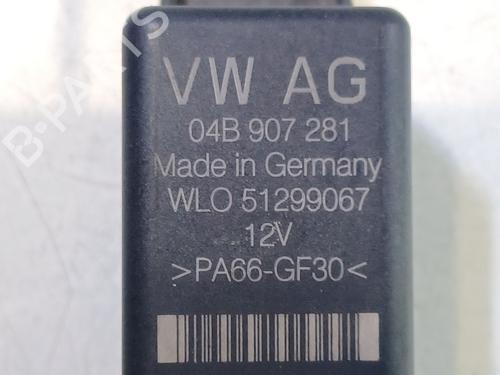 VW AG
04B 907 281
Made in Germany
WLO 51299067
12V
>PA66-GF30<
B-PARTS